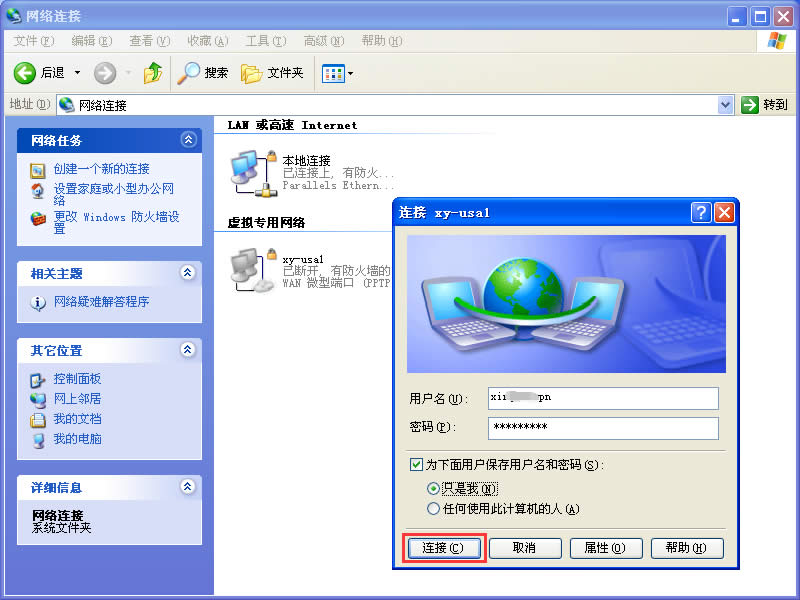 网络连接
文件(F) 编辑(E) 查看(V) 收藏(A) 工具(T) 高级(N) 帮助(H)
后退 搜索 文件夹
地址(D) 网络连接 转到
网络任务
创建一个新的连接
设置家庭或小型办公网
络
更改 Windows 防火墙设
置
相关主题
网络疑难解答程序
其它位置
控制面板
网上邻居
我的文档
我的电脑
详细信息
网络连接
系统文件夹
LAN 或高速 Internet
本地连接
已连接上, 有防火...
Parallels Ethern...
虚拟专用网络
xy-usa1
已断开, 有防火墙的
WAN 微型端口 (PPTP
连接 xy-usa1
用户名(U):
密码(P): *********
为下面用户保存用户名和密码(S):
只是我(N)
任何使用此计算机的人(A)
连接(C) 取消 属性(O) 帮助(H)